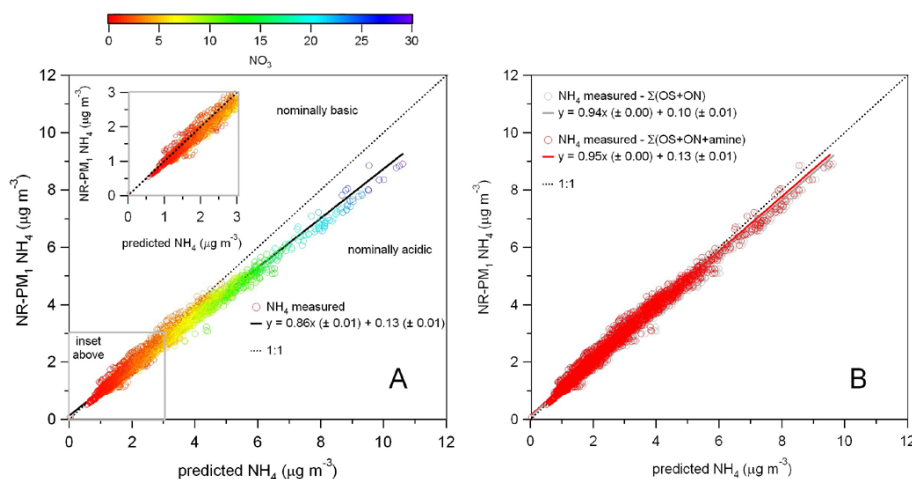 0 5 10 15 20 25 30
NO3
12
10
8
6
4
2
0
NR-PM1 NH4 (μg m-3)
3
2
1
0
NR-PM1 NH4 (μg m-3)
0 1 2 3
predicted NH4 (μg m-3)
nominally basic
nominally acidic
NH4 measured
y = 0.86x (± 0.01) + 0.13 (± 0.01)
1:1
inset
above
A
0 2 4 6 8 10 12
predicted NH4 (μg m-3)
12
10
8
6
4
2
0
NR-PM1 NH4 (μg m-3)
NH4 measured - Σ(OS+ON)
y = 0.94x (± 0.00) + 0.10 (± 0.01)
NH4 measured - Σ(OS+ON+amine)
y = 0.95x (± 0.00) + 0.13 (± 0.01)
1:1
B
0 2 4 6 8 10 12
predicted NH4 (μg m-3)